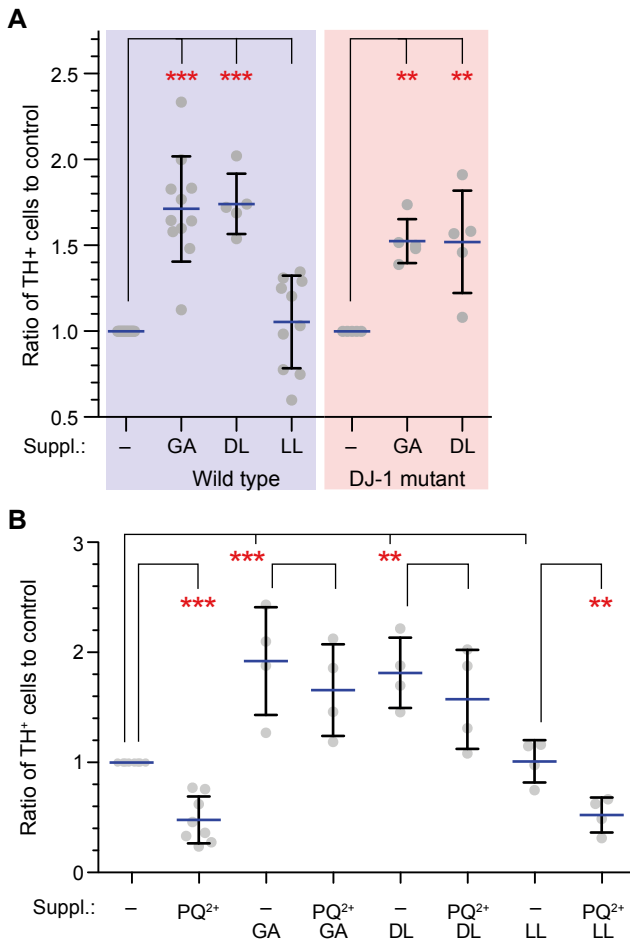 A
Ratio of TH+ cells to control
2.5
2.0
1.5
1.0
0.5
*** *** ** **
Suppl.: – GA DL LL – GA DL
Wild type DJ-1 mutant
B
Ratio of TH⁺ cells to control
3
2
1
0
*** ** 
*** **
Suppl.: – PQ²⁺ – PQ²⁺ – PQ²⁺ – PQ²⁺
GA GA DL DL LL LL